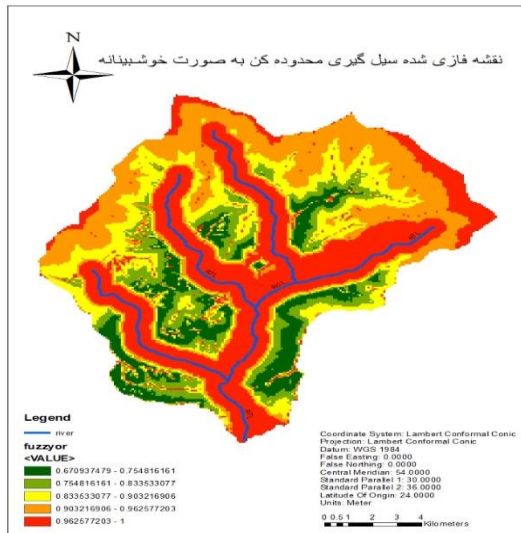 N
نقشه فازی شده سیل گیری محدوده کن به صورت خوشبینانه
Legend
river
fuzzyor
<VALUE>
0.670937479 - 0.754816161
0.754816161 - 0.833533077
0.833533077 - 0.903216906
0.903216906 - 0.962577203
0.962577203 - 1
Coordinate System: Lambert Conformal Conic
Projection: Lambert Conformal Conic
Datum: WGS 1984
False Easting: 0.0000
False Northing: 0.0000
Central Meridian: 54.0000
Standard Parallel 1: 30.0000
Standard Parallel 2: 36.0000
Latitude Of Origin: 24.0000
Units: Meter
0 0.5 1 2 3 4
Kilometers